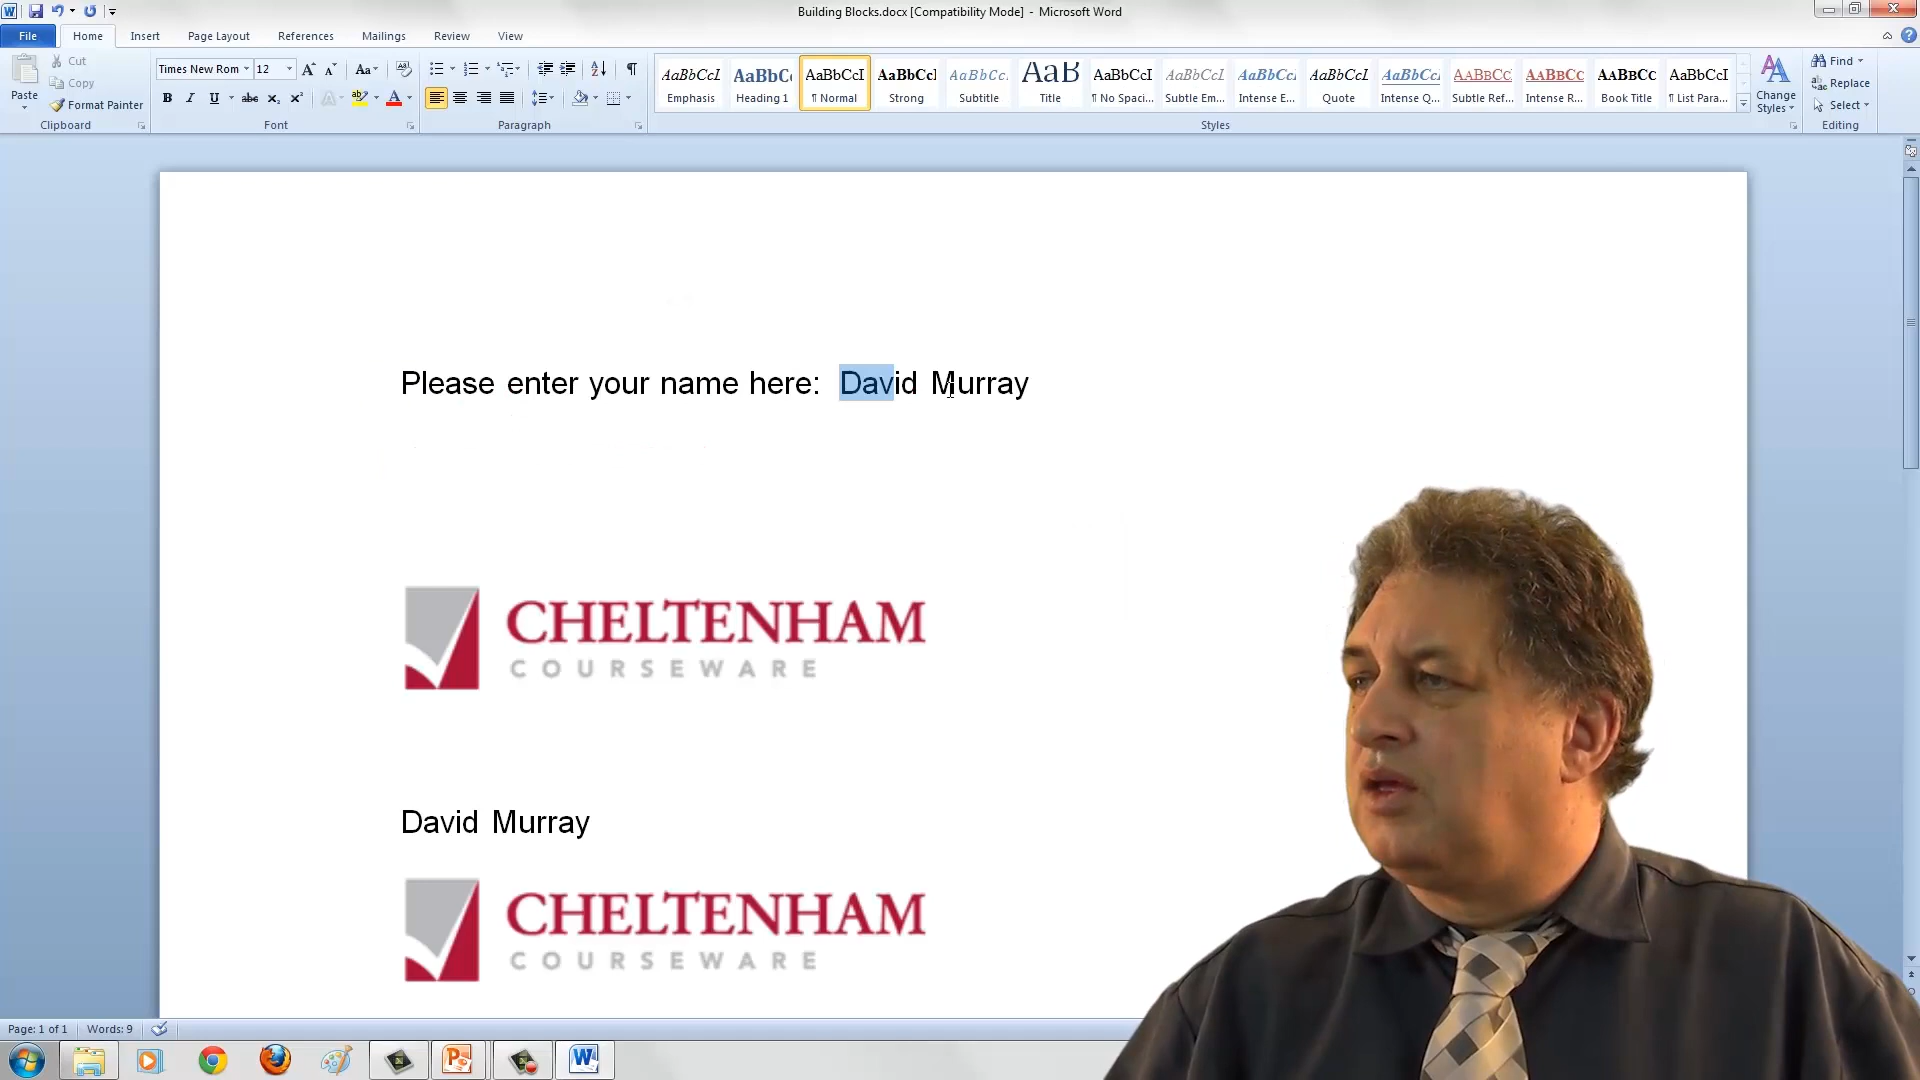 Building Blocks.docx [Compatibility Mode] - Microsoft Word
File Home Insert Page Layout References Mailings Review View
Paste
Cut
Copy
Format Painter
Clipboard
Times New Rom 12
Font
Paragraph
AaBbCcI AaBbC AaBbCcI AaBbCcI AaBbCc. AaB AaBbCcI AaBbCcI AaBbCcI AaBbCcI AaBbCcI AABBCC AABBCC AABBCC AaBbCcI
Emphasis Heading 1 ¶ Normal Strong Subtitle Title ¶ No Spaci... Subtle Em... Intense E... Quote Intense Q... Subtle Ref... Intense R... Book Title ¶ List Para...
Change Styles
Styles
Find
Replace
Select
Editing
Please enter your name here: David Murray
CHELTENHAM
COURSEWARE
David Murray
CHELTENHAM
COURSEWARE
Page: 1 of 1 Words: 9